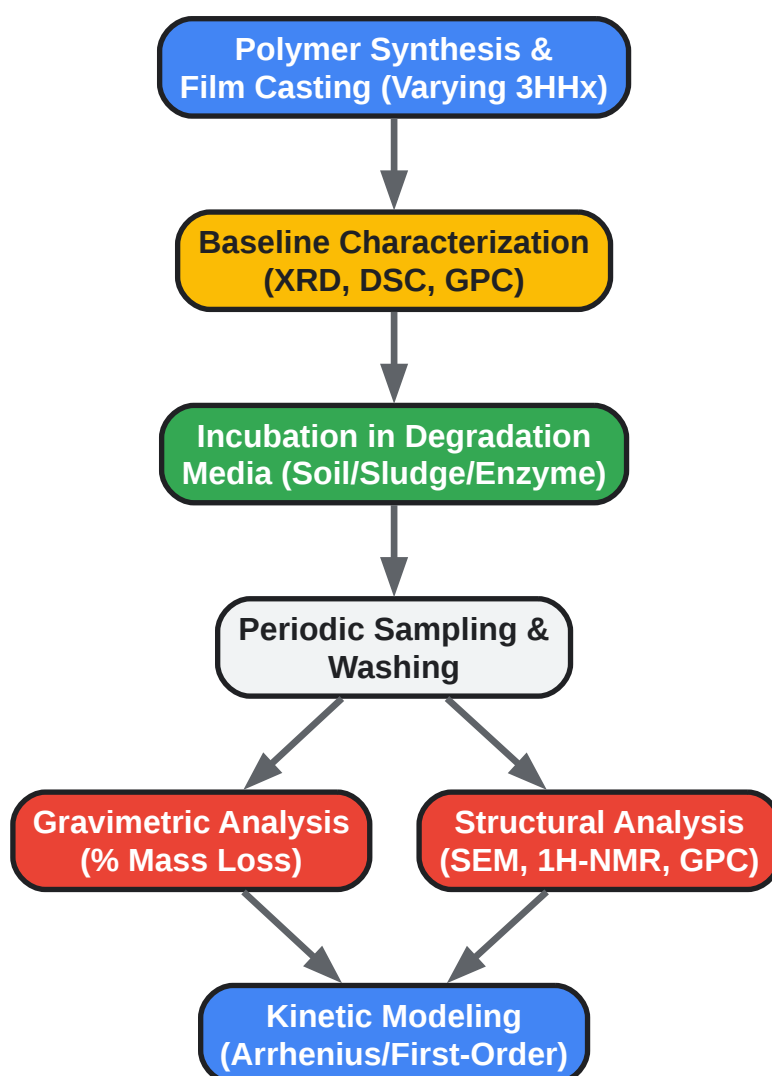 Polymer Synthesis &
Film Casting (Varying 3HHx)
Baseline Characterization
(XRD, DSC, GPC)
Incubation in Degradation
Media (Soil/Sludge/Enzyme)
Periodic Sampling &
Washing
Gravimetric Analysis
(% Mass Loss)
Structural Analysis
(SEM, 1H-NMR, GPC)
Kinetic Modeling
(Arrhenius/First-Order)